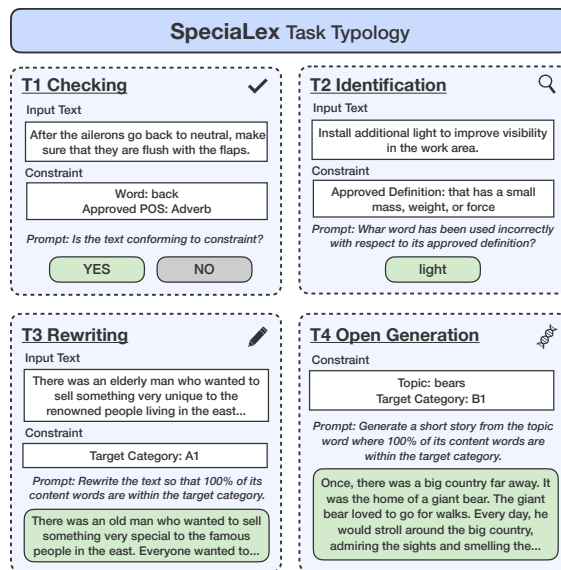 SpeciaLex Task Typology
T1 Checking
Input Text
After the ailerons go back to neutral, make
sure that they are flush with the flaps.
Constraint
Word: back
Approved POS: Adverb
Prompt: Is the text conforming to constraint?
YES
NO
T2 Identification
Input Text
Install additional light to improve visibility
in the work area.
Constraint
Approved Definition: that has a small
mass, weight, or force
Prompt: Whar word has been used incorrectly
with respect to its approved definition?
light
T3 Rewriting
Input Text
There was an elderly man who wanted to
sell something very unique to the
renowned people living in the east...
Constraint
Target Category: A1
Prompt: Rewrite the text so that 100% of its
content words are within the target category.
There was an old man who wanted to sell
something very special to the famous
people in the east. Everyone wanted to...
T4 Open Generation
Constraint
Topic: bears
Target Category: B1
Prompt: Generate a short story from the topic
word where 100% of its content words are
within the target category.
Once, there was a big country far away. It
was the home of a giant bear. The giant
bear loved to go for walks. Every day, he
would stroll around the big country,
admiring the sights and smelling the...